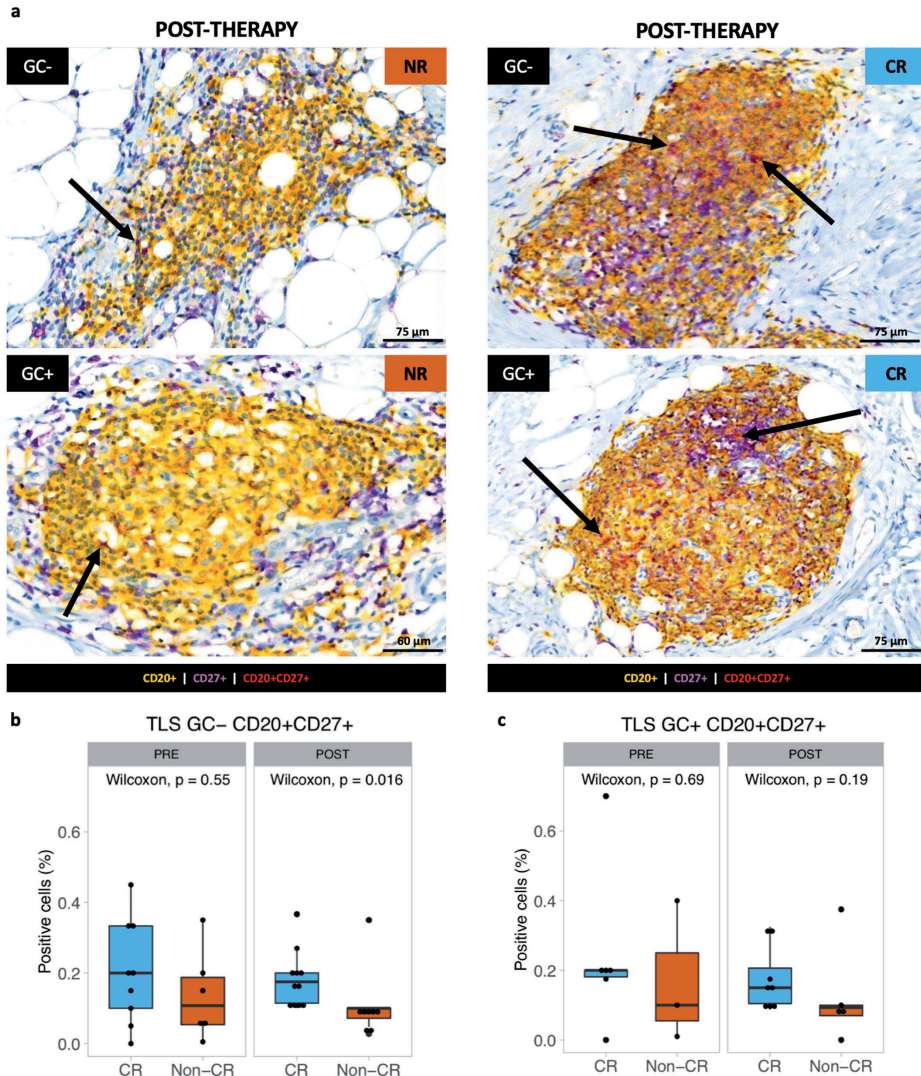 a
POST-THERAPY
POST-THERAPY
GC-
NR
GC-
CR
75 µm
75 µm
GC+
NR
GC+
CR
60 µm
75 µm
CD20+ | CD27+ | CD20+CD27+
CD20+ | CD27+ | CD20+CD27+
b
TLS GC− CD20+CD27+
PRE
POST
Wilcoxon, p = 0.55
Wilcoxon, p = 0.016
Positive cells (%)
0.6
0.4
0.2
0.0
CR
Non−CR
CR
Non−CR
c
TLS GC+ CD20+CD27+
PRE
POST
Wilcoxon, p = 0.69
Wilcoxon, p = 0.19
Positive cells (%)
0.6
0.4
0.2
0.0
CR
Non−CR
CR
Non−CR